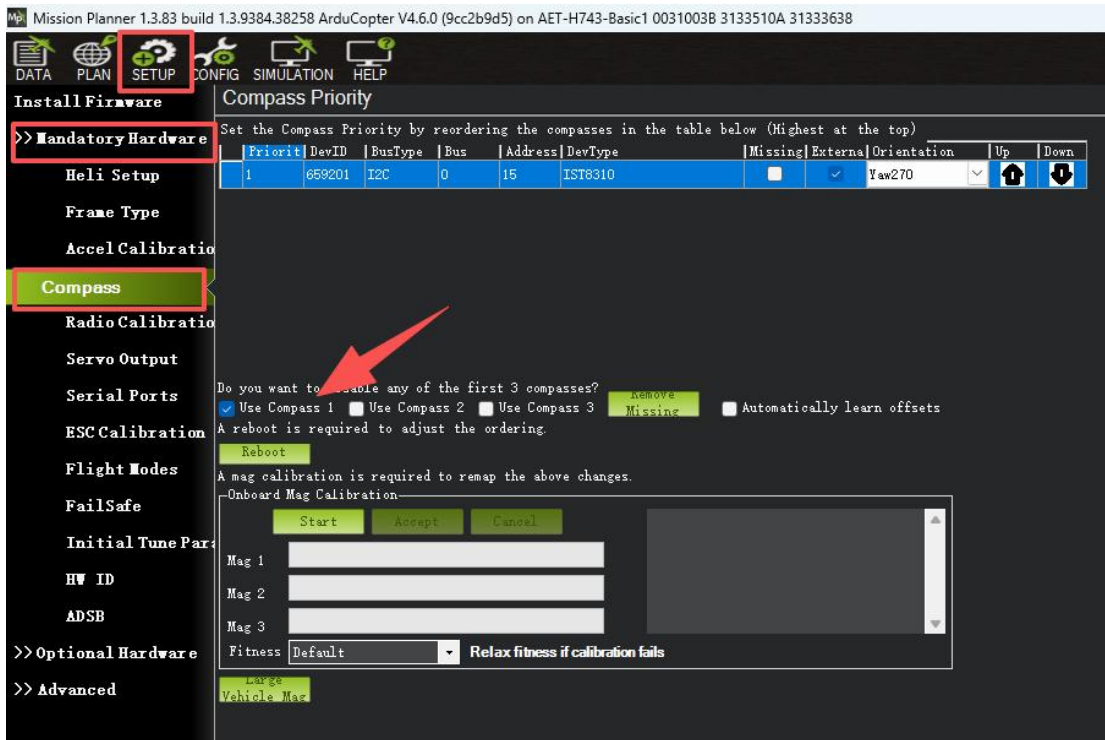 Mission Planner 1.3.83 build 1.3.9384.38258 ArduCopter V4.6.0 (9cc2b9d5) on AET-H743-Basic1 0031003B 3133510A 31333638
DATA PLAN SETUP CONFIG SIMULATION HELP
Install Firmware
Compass Priority
>> Mandatory Hardware
Set the Compass Priority by reordering the compasses in the table below (Highest at the top)
Priorit DevID BusType Bus Address DevType Missing Externa Orientation Up Down
1 659201 I2C 0 15 IST8310 Yaw270
Heli Setup
Frame Type
Accel Calibratio
Compass
Radio Calibratio
Servo Output
Serial Ports
ESC Calibration
Flight Modes
FailSafe
Initial Tune Para
HW ID
ADSB
>> Optional Hardware
>> Advanced
Do you want to any of the first 3 compasses?
Use Compass 1 Use Compass 2 Use Compass 3 Remove Missing Automatically learn offsets
A reboot is required to adjust the ordering.
Reboot
A mag calibration is required to remap the above changes.
Onboard Mag Calibration
Start Accept Cancel
Mag 1
Mag 2
Mag 3
Fitness Default Relax fitness if calibration fails
Large
Vehicle Mag